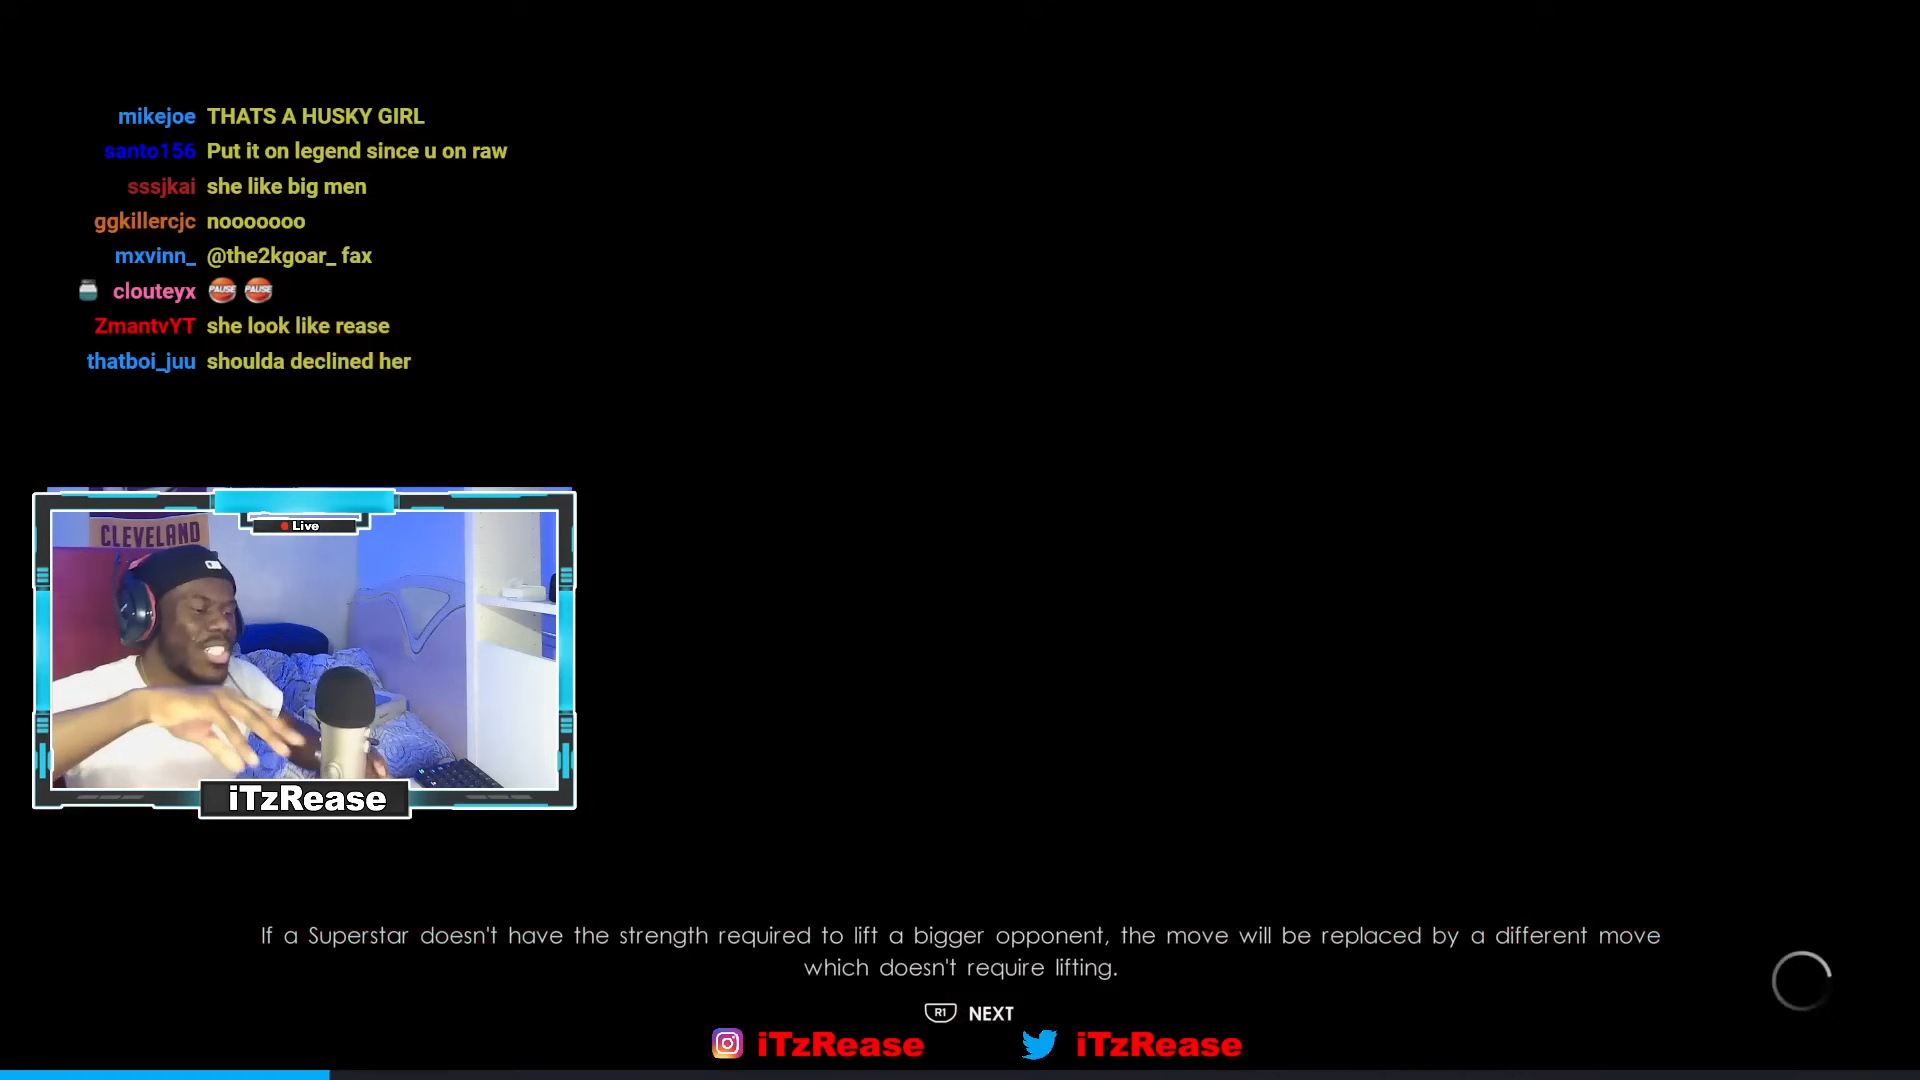 mikejoe THATS A HUSKY GIRL
santo156 Put it on legend since u on raw
sssjkai she like big men
ggkillercjc nooooooo
mxvinn_ @the2kgoar_ fax
clouteyx PAUSE PAUSE
ZmantvYT she look like rease
thatboi_juu shoulda declined her
Live
CLEVELAND
iTzRease
If a Superstar doesn't have the strength required to lift a bigger opponent, the move will be replaced by a different move
which doesn't require lifting.
R1 NEXT
iTzRease iTzRease